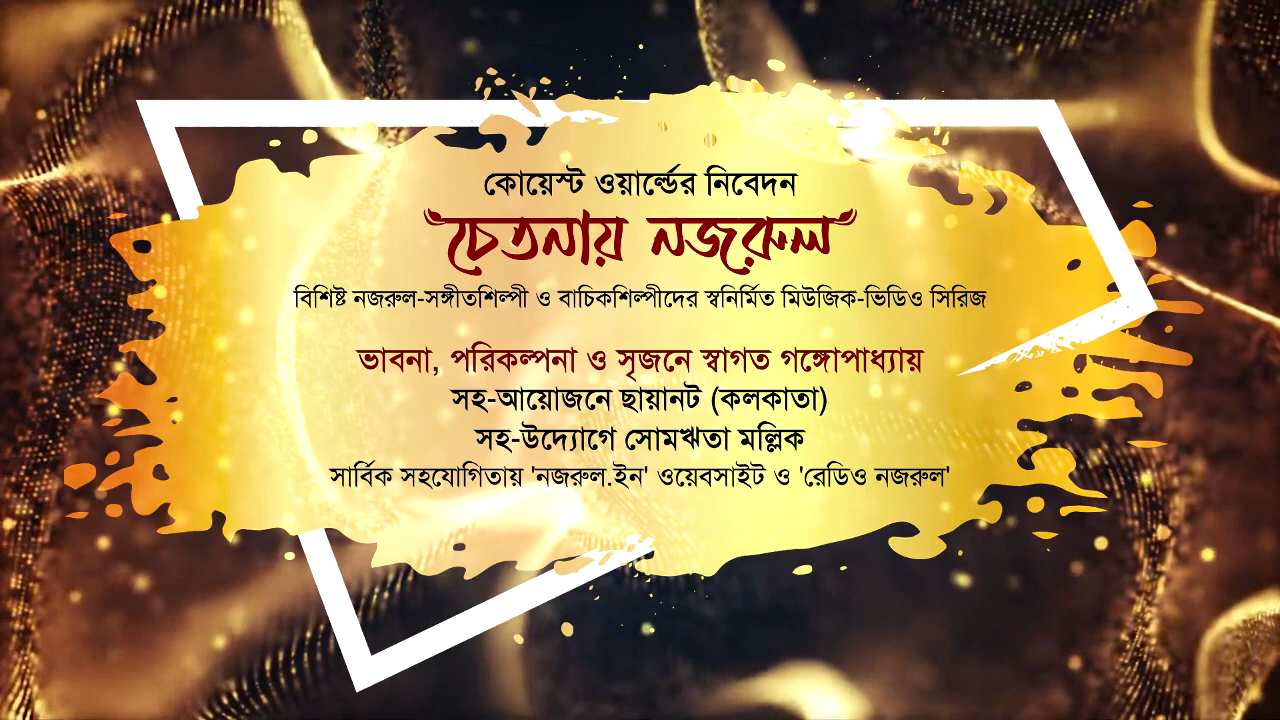 কোয়েস্ট ওয়ার্ল্ডের নিবেদন
চেতনায় নজরুল
বিশিষ্ট নজরুল-সঙ্গীতশিল্পী ও বাচিকশিল্পীদের স্বনির্মিত মিউজিক-ভিডিও সিরিজ
ভাবনা, পরিকল্পনা ও সৃজনে স্বাগত গঙ্গোপাধ্যায়
সহ-আয়োজনে ছায়ানট (কলকাতা)
সহ-উদ্যোগে সোমঋতা মল্লিক
সার্বিক সহযোগিতায় 'নজরুল.ইন' ওয়েবসাইট ও 'রেডিও নজরুল'